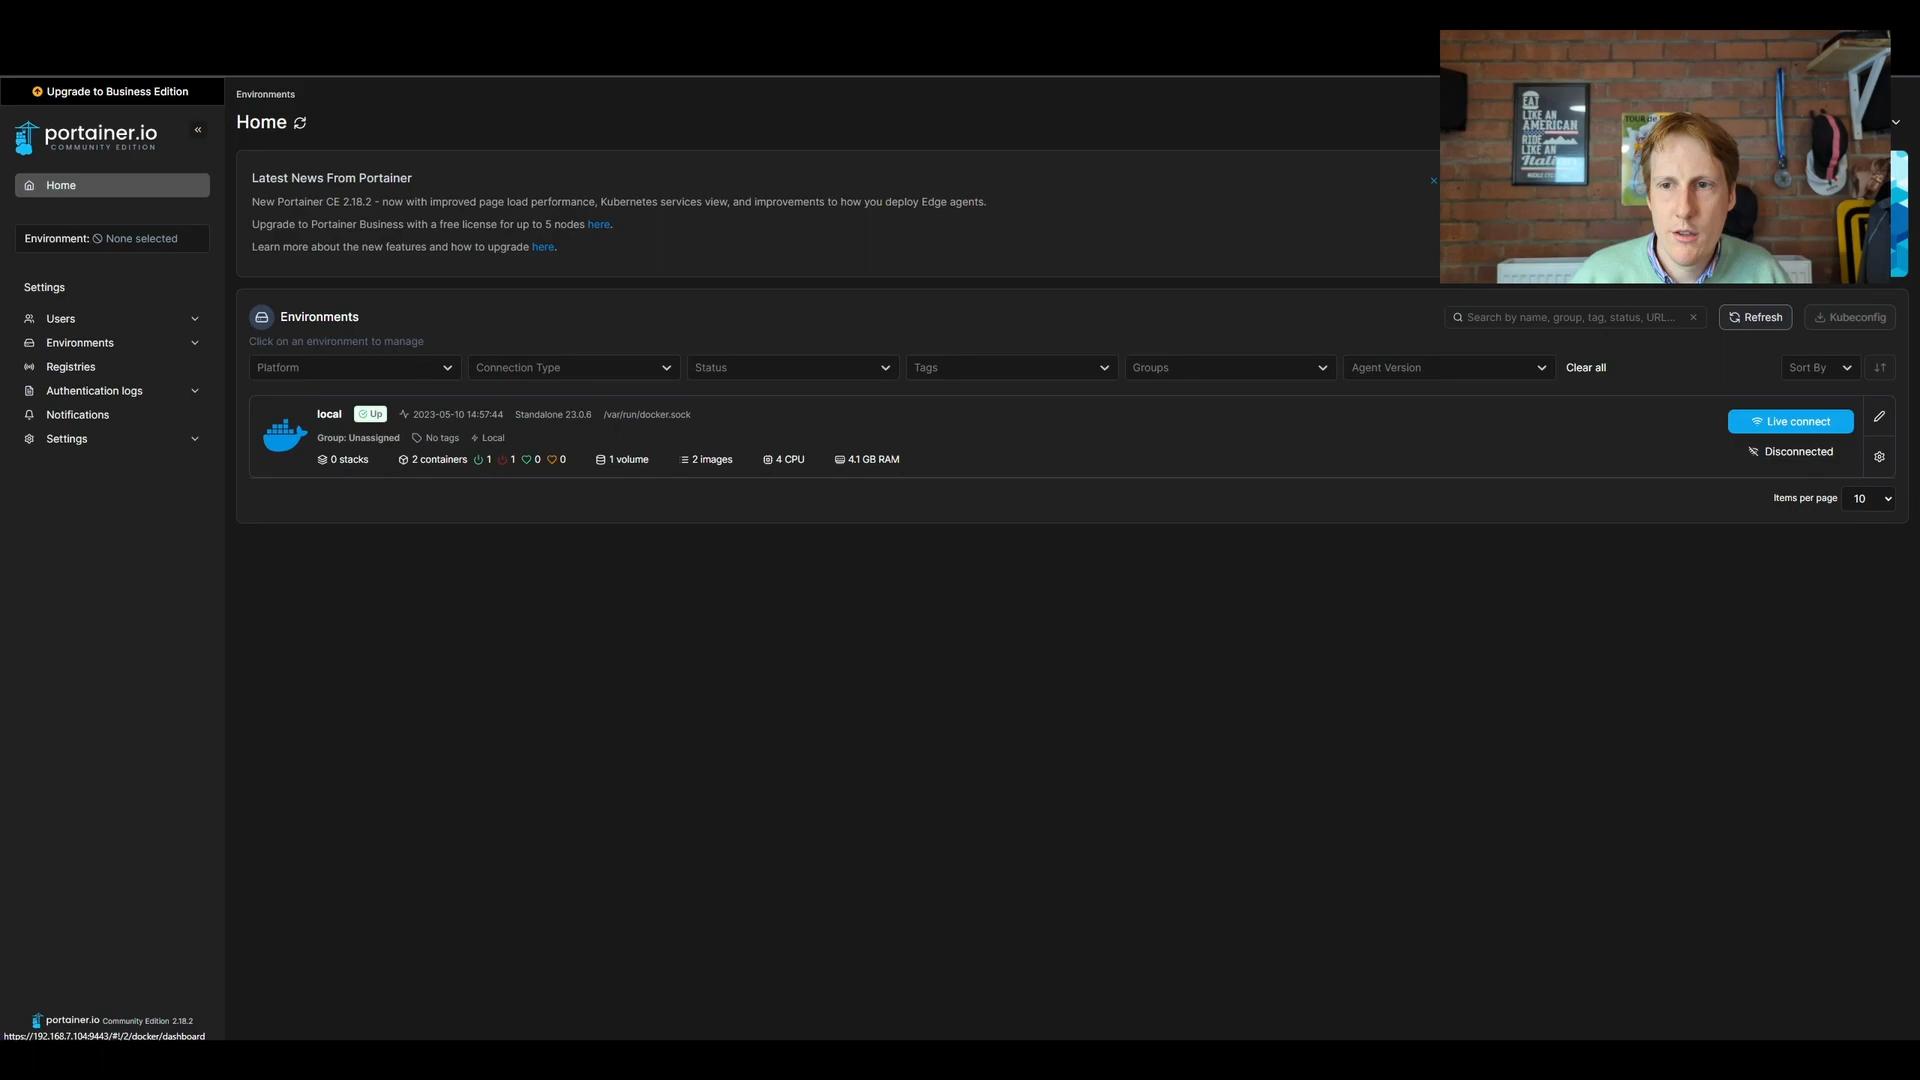 Upgrade to Business Edition
portainer.io
COMMUNITY EDITION
Home
Environment: None selected
Settings
Users
Environments
Registries
Authentication logs
Notifications
Settings
portainer.io Community Edition 2.18.2
https://192.168.7.104:9443/#!/2/docker/dashboard
Environments
Home
Latest News From Portainer
New Portainer CE 2.18.2 - now with improved page load performance, Kubernetes services view, and improvements to how you deploy Edge agents.
Upgrade to Portainer Business with a free license for up to 5 nodes here.
Learn more about the new features and how to upgrade here.
EAT
LIKE AN
AMERICAN
RIDE
LIKE AN
Italian
TOUR de
Environments
Search by name, group, tag, status, URL...
Refresh
Kubeconfig
Click on an environment to manage
Platform
Connection Type
Status
Tags
Groups
Agent Version
Clear all
Sort By
local Up 2023-05-10 14:57:44 Standalone 23.0.6 /var/run/docker.sock
Group: Unassigned No tags Local
0 stacks 2 containers 1 1 0 0 1 volume 2 images 4 CPU 4.1 GB RAM
Live connect
Disconnected
Items per page 10